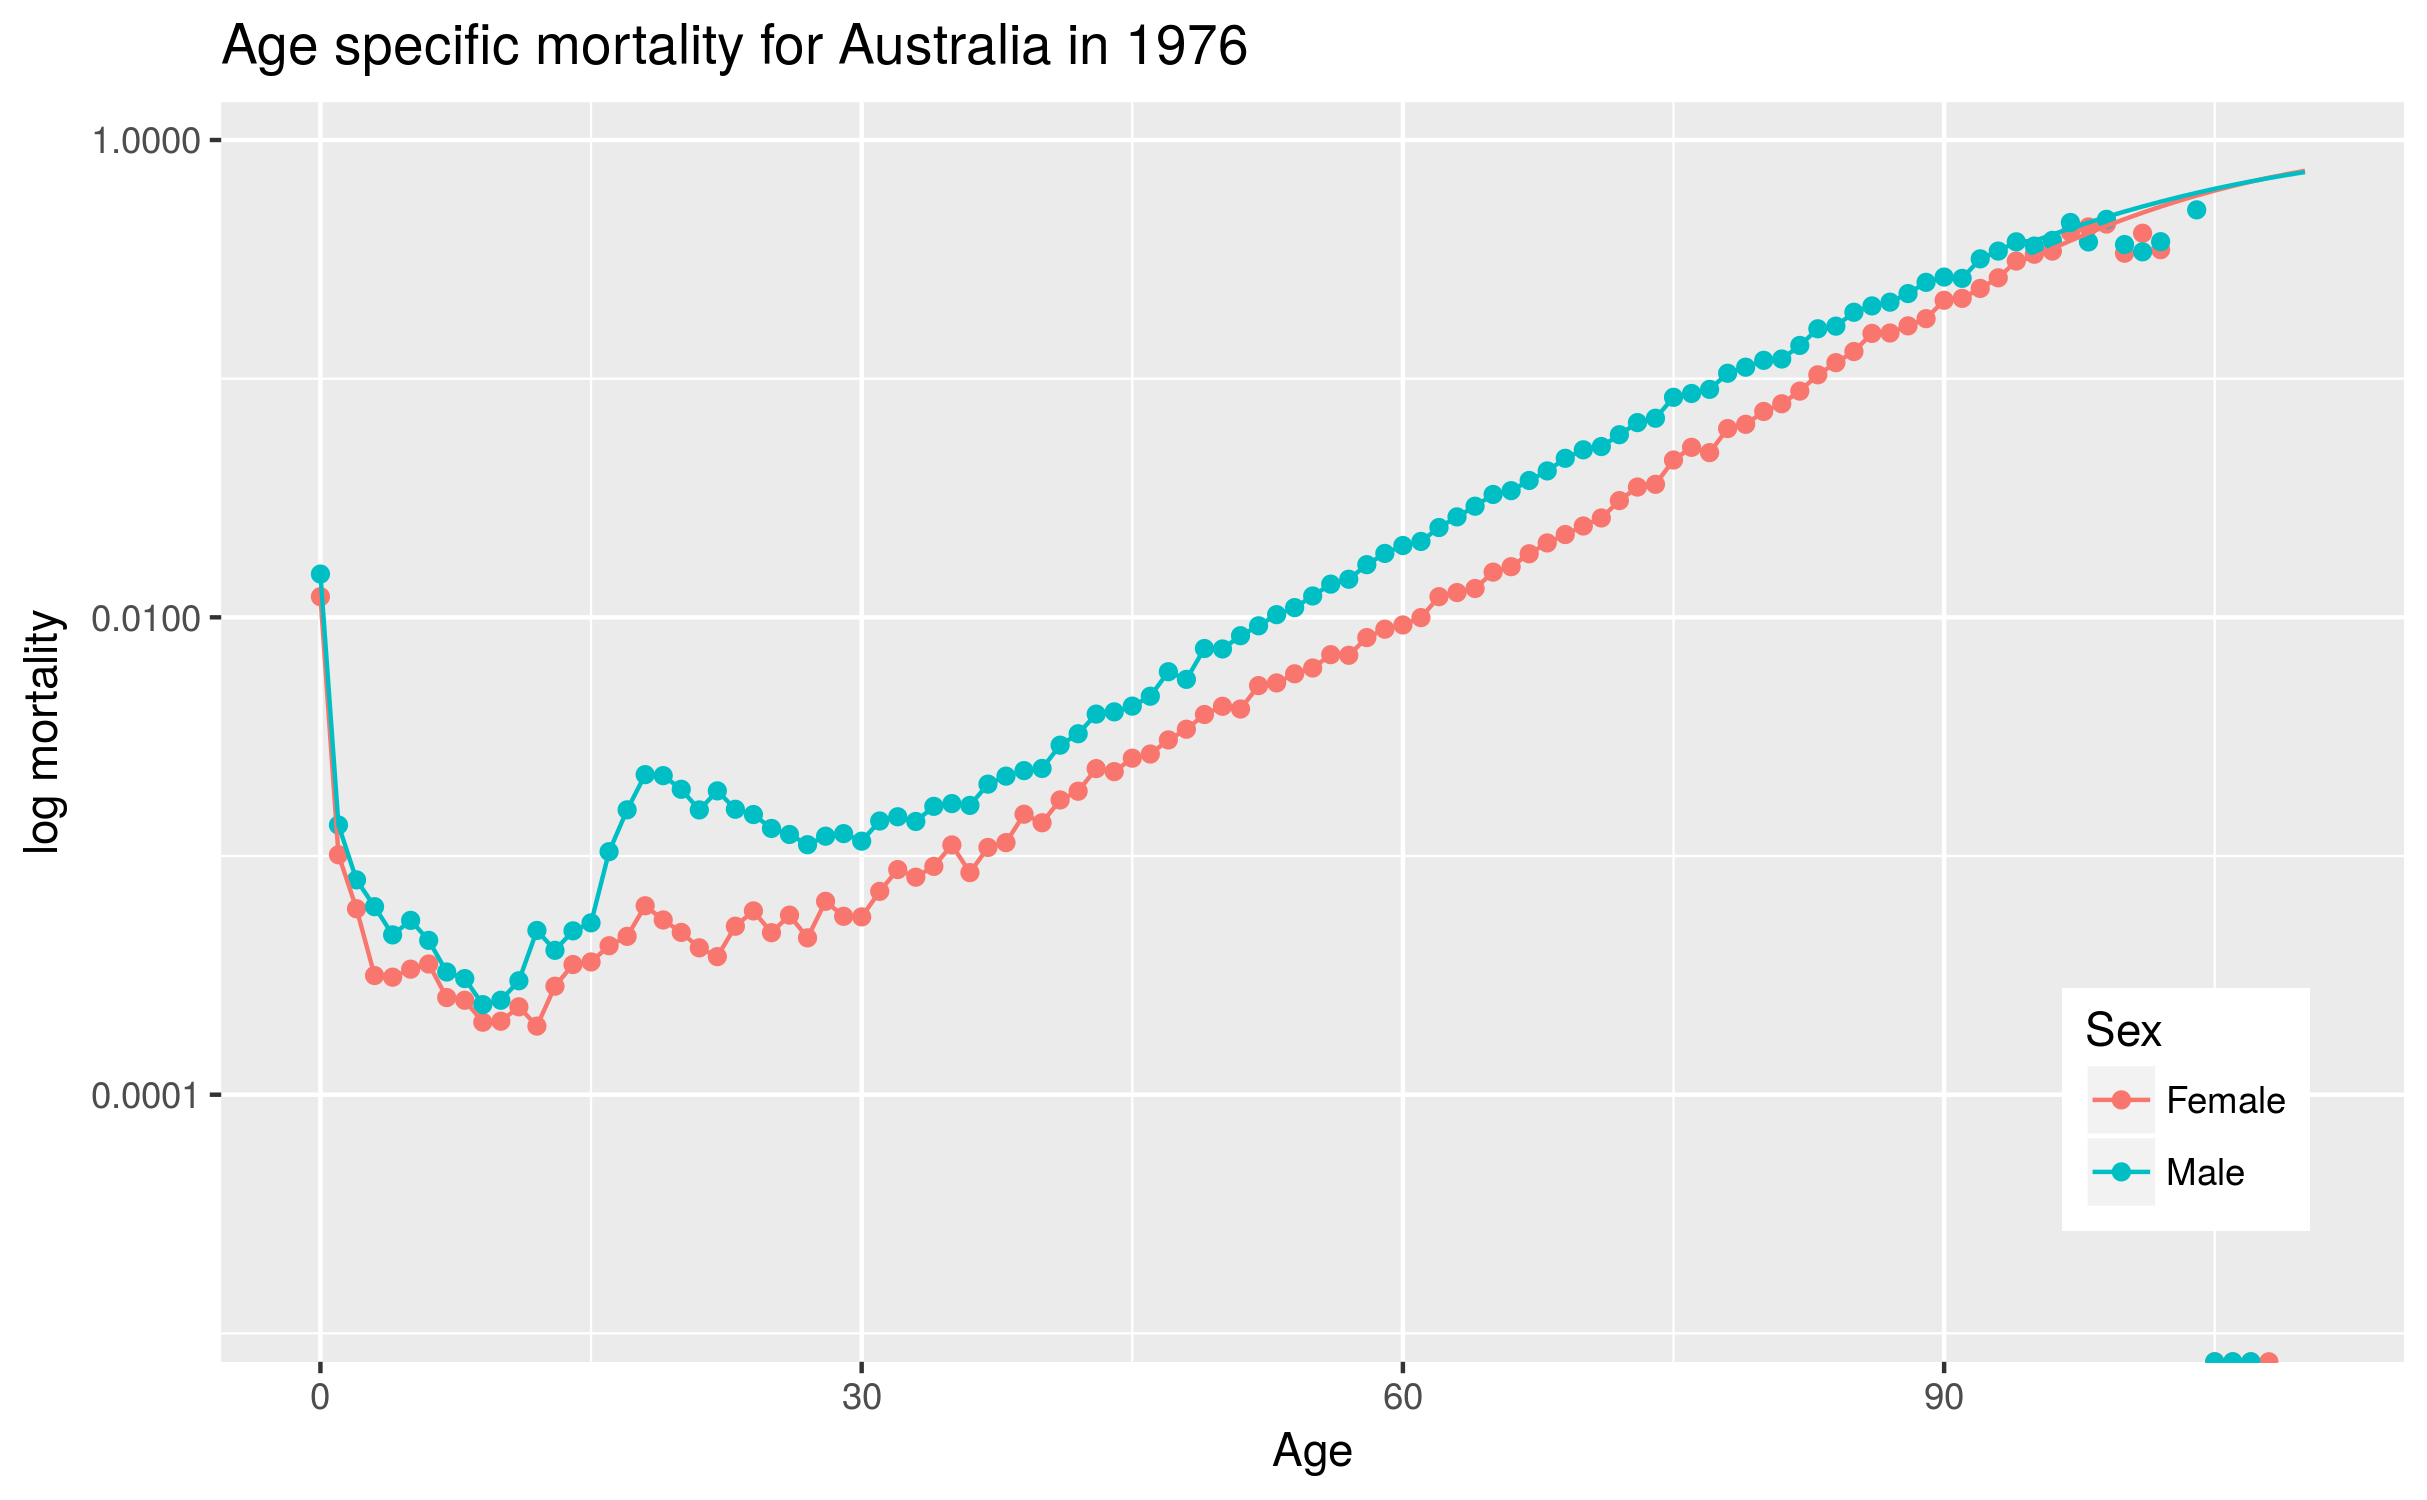 Age specific mortality for Australia in 1976
1.0000
0.0100
0.0001
log mortality
0
30
60
90
Age
Sex
Female
Male